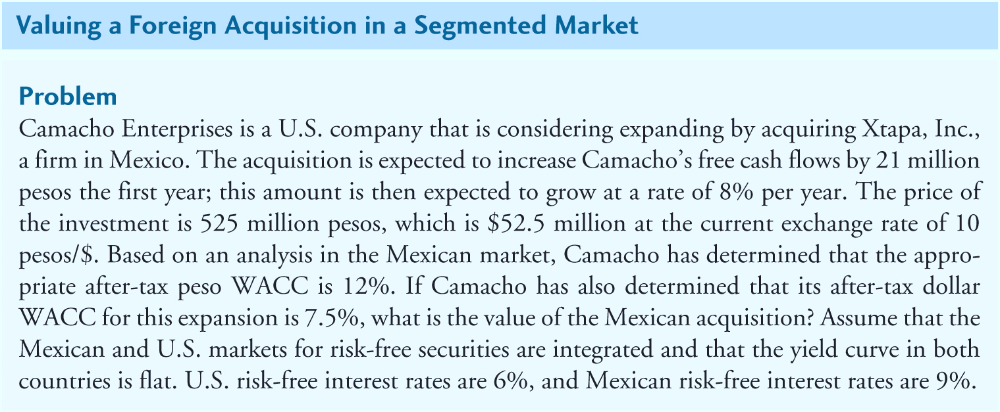 Valuing a Foreign Acquisition in a Segmented Market
Problem
Camacho Enterprises is a U.S. company that is considering expanding by acquiring Xtapa, Inc.,
a firm in Mexico. The acquisition is expected to increase Camacho’s free cash flows by 21 million
pesos the first year; this amount is then expected to grow at a rate of 8% per year. The price of
the investment is 525 million pesos, which is $52.5 million at the current exchange rate of 10
pesos/$. Based on an analysis in the Mexican market, Camacho has determined that the appro-
priate after-tax peso WACC is 12%. If Camacho has also determined that its after-tax dollar
WACC for this expansion is 7.5%, what is the value of the Mexican acquisition? Assume that the
Mexican and U.S. markets for risk-free securities are integrated and that the yield curve in both
countries is flat. U.S. risk-free interest rates are 6%, and Mexican risk-free interest rates are 9%.